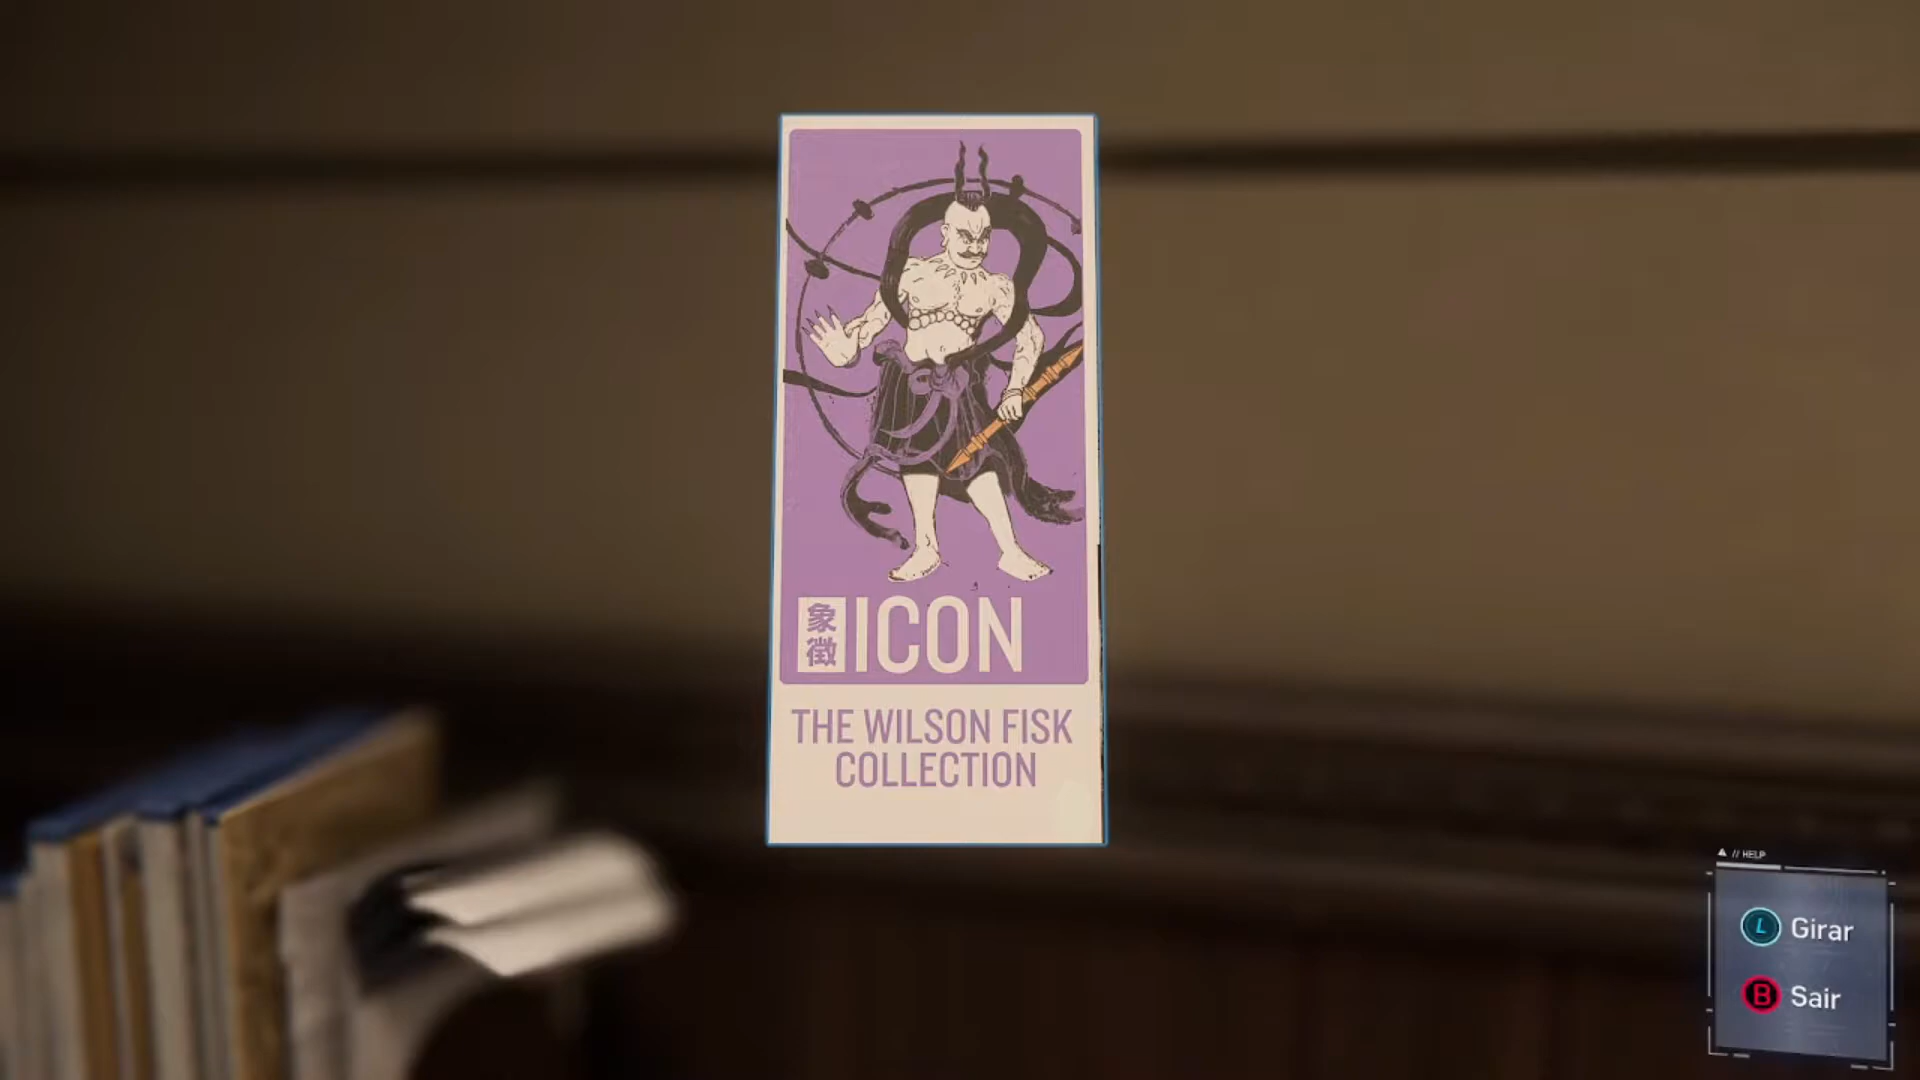 象徵
ICON
THE WILSON FISK
COLLECTION
// HELP
L Girar
B Sair